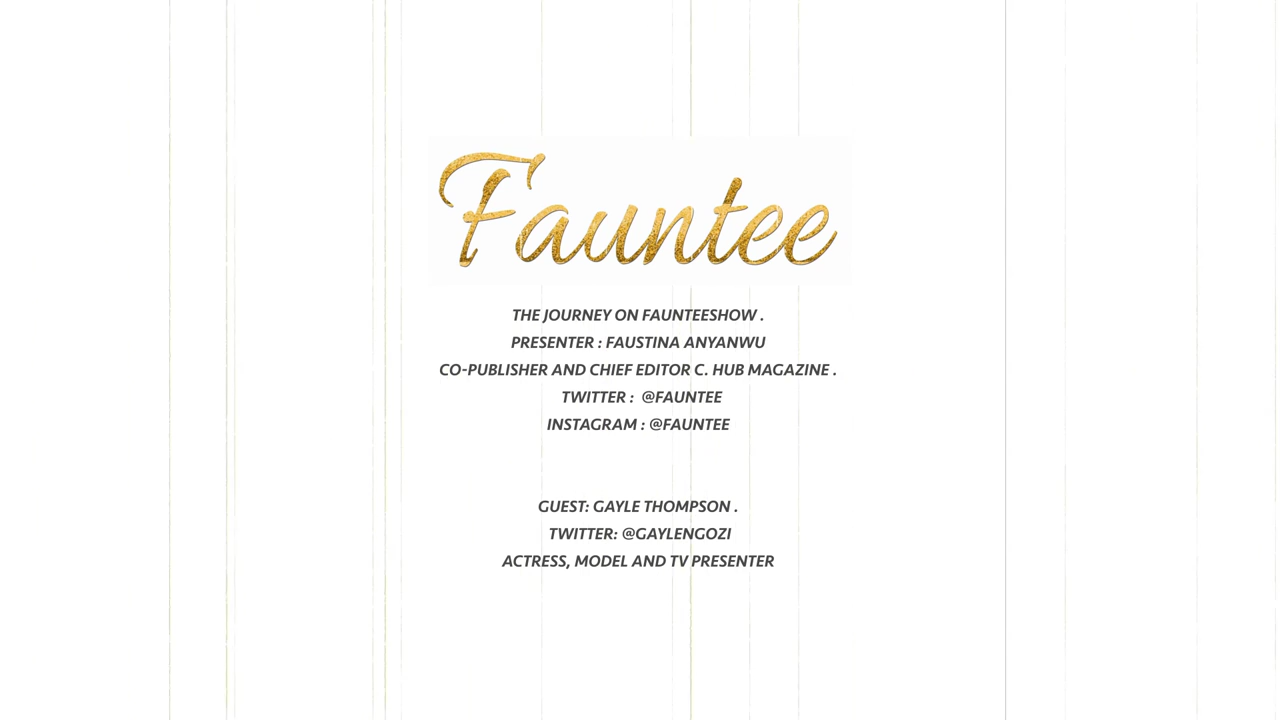 Fauntee
THE JOURNEY ON FAUNTEESHOW .
PRESENTER : FAUSTINA ANYANWU
CO-PUBLISHER AND CHIEF EDITOR C. HUB MAGAZINE .
TWITTER :  @FAUNTEE
INSTAGRAM : @FAUNTEE
GUEST: GAYLE THOMPSON .
TWITTER: @GAYLENGOZI
ACTRESS, MODEL AND TV PRESENTER